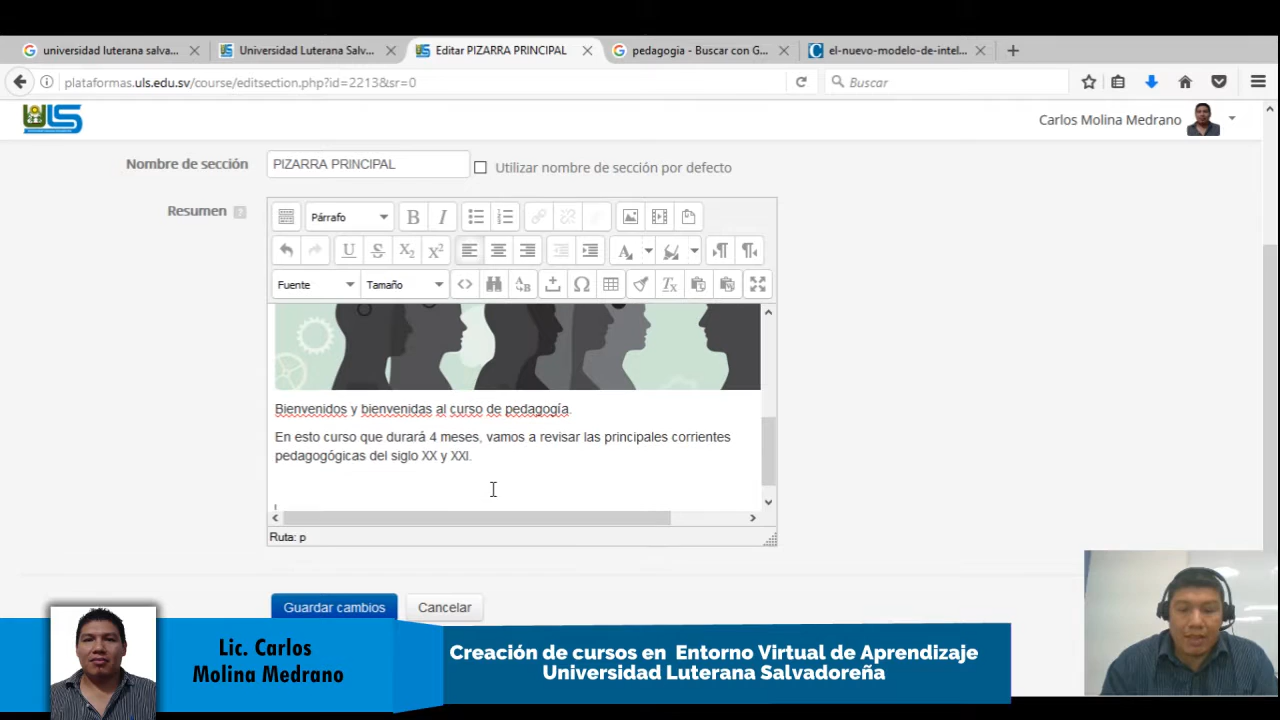 universidad luterana salva...
Universidad Luterana Salv...
Editar PIZARRA PRINCIPAL
pedagogia - Buscar con G...
el-nuevo-modelo-de-intel...
plataformas.uls.edu.sv/course/editsection.php?id=2213&sr=0
Buscar
ULS
Carlos Molina Medrano
Nombre de sección
PIZARRA PRINCIPAL
Utilizar nombre de sección por defecto
Resumen
Párrafo
Fuente
Tamaño
Bienvenidos y bienvenidas al curso de pedagogía.
En esto curso que durará 4 meses, vamos a revisar las principales corrientes
pedagogógicas del siglo XX y XXI.
Ruta: p
Guardar cambios
Cancelar
Lic. Carlos
Molina Medrano
Creación de cursos en Entorno Virtual de Aprendizaje
Universidad Luterana Salvadoreña